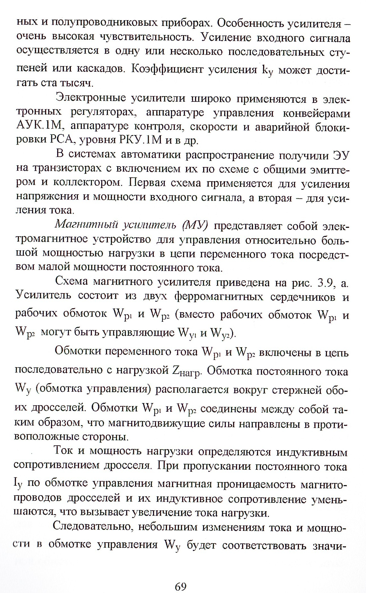 ных и полупроводниковых приборах. Особенность усилителя –
очень высокая чувствительность. Усиление входного сигнала
осуществляется в одну или несколько последовательных сту-
пеней или каскадов. Коэффициент усиления kу может дости-
гать ста тысяч.
Электронные усилители широко применяются в элек-
тронных регуляторах, аппаратуре управления конвейерами
АУК.1М, аппаратуре контроля, скорости и аварийной блоки-
ровки РСА, уровня РКУ.1М и в др.
В системах автоматики распространение получили ЭУ
на транзисторах с включением их по схеме с общими эмитте-
ром и коллектором. Первая схема применяется для усиления
напряжения и мощности входного сигнала, а вторая – для уси-
ления тока.
Магнитный усилитель (МУ) представляет собой элек-
тромагнитное устройство для управления относительно боль-
шой мощностью нагрузки в цепи переменного тока посредст-
вом малой мощности постоянного тока.
Схема магнитного усилителя приведена на рис. 3.9, а.
Усилитель состоит из двух ферромагнитных сердечников и
рабочих обмоток Wр1 и Wр2 (вместо рабочих обмоток Wр1 и
Wр2 могут быть управляющие Wу1 и Wу2).
Обмотки переменного тока Wр1 и Wр2 включены в цепь
последовательно с нагрузкой Zнагр. Обмотка постоянного тока
Wу (обмотка управления) располагается вокруг стержней обо-
их дросселей. Обмотки Wр1 и Wр2 соединены между собой та-
ким образом, что магнитодвижущие силы направлены в проти-
воположные стороны.
Ток и мощность нагрузки определяются индуктивным
сопротивлением дросселя. При пропускании постоянного тока
Iу по обмотке управления магнитная проницаемость магнито-
проводов дросселей и их индуктивное сопротивление умень-
шаются, что вызывает увеличение тока нагрузки.
Следовательно, небольшим изменениям тока и мощно-
сти в обмотке управления Wу будет соответствовать значи-
69